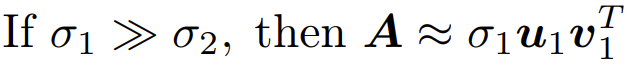 If σ₁ ≫ σ₂, then A ≈ σ₁u₁v₁ᵀ